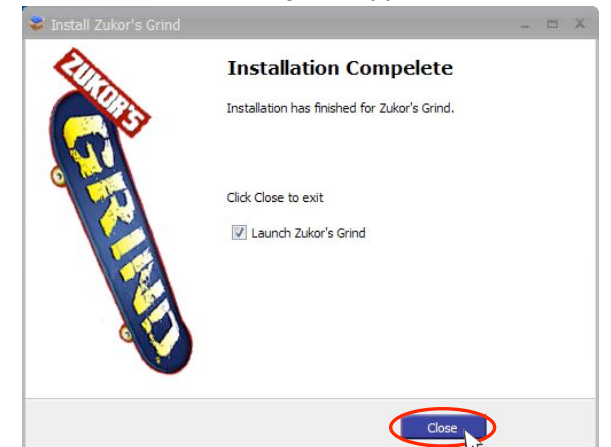 Install Zukor's Grind
ZUKOR'S
GRIND
Installation Compelete
Installation has finished for Zukor's Grind.
Click Close to exit
Launch Zukor's Grind
Close